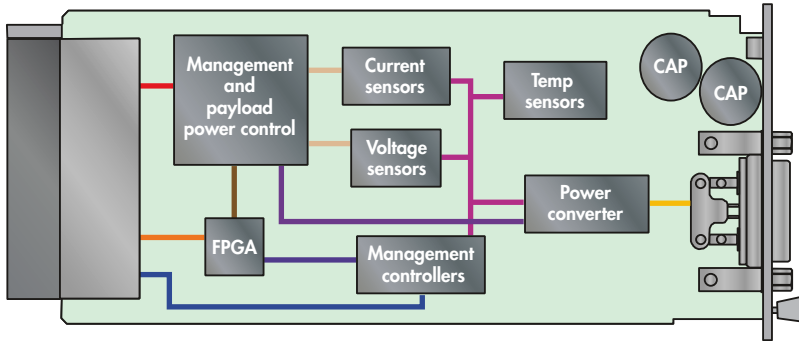 Management
and
payload
power control
Current
sensors
Temp
sensors
CAP
CAP
Voltage
sensors
Power
converter
FPGA
Management
controllers